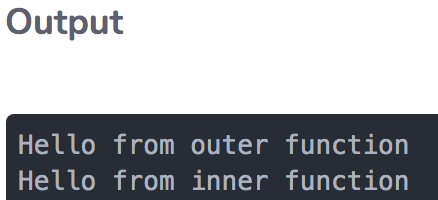 Output
Hello from outer function
Hello from inner function